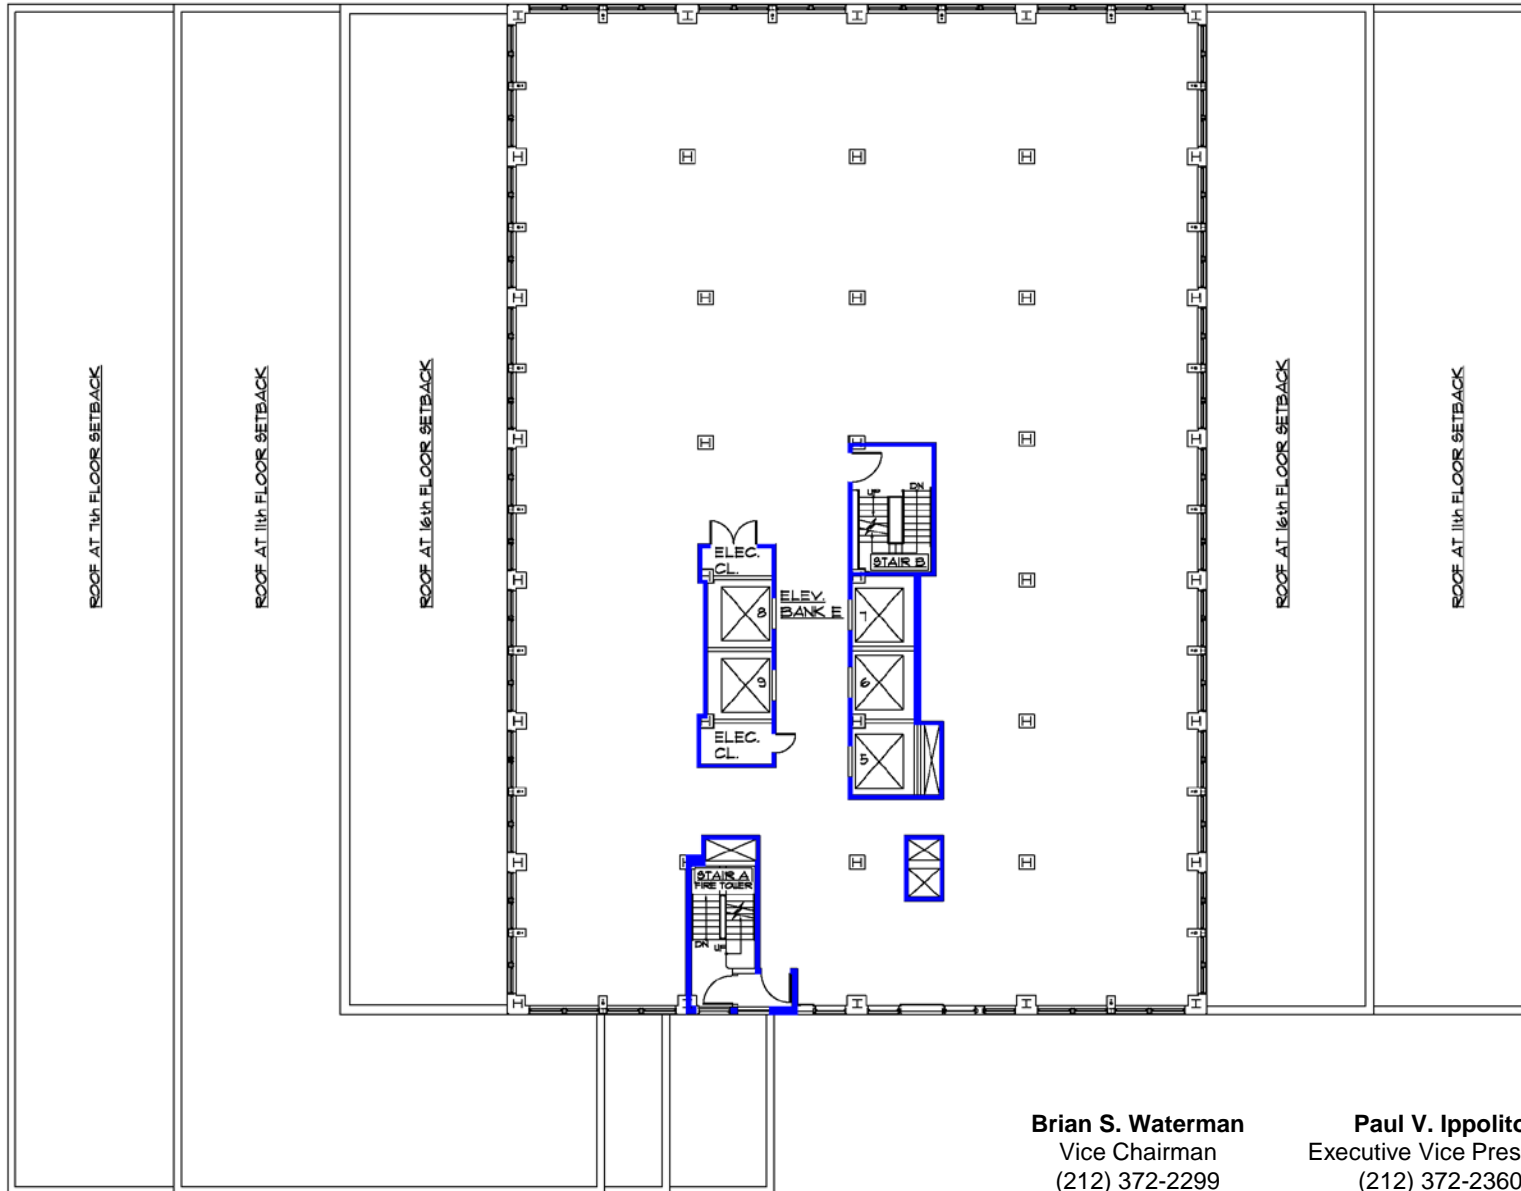 ROOF AT 7th FLOOR SETBACK
ROOF AT 11th FLOOR SETBACK
ROOF AT 16th FLOOR SETBACK
ROOF AT 16th FLOOR SETBACK
ROOF AT 11th FLOOR SETBACK
UP
DN
STAIR B
ELEC.
CL.
ELEV.
BANK E
8
7
9
6
ELEC.
CL.
5
STAIR A
FIRE TOWER
DN
UP
Brian S. Waterman
Vice Chairman
(212) 372-2299
Paul V. Ippolito
Executive Vice Pres
(212) 372-2360